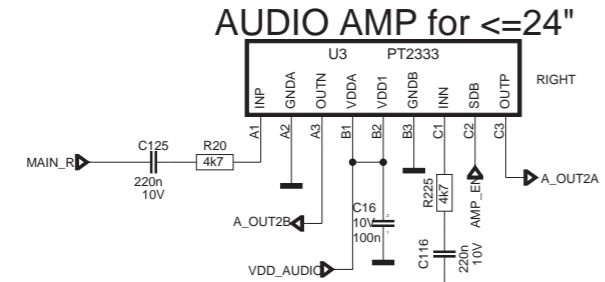 AUDIO AMP for <=24"
U3 PT2333
RIGHT
INP
GNDA
OUTN
VDDA
VDD1
GNDB
INN
SDB
OUTP
A1
A2
A3
B1
B2
B3
C1
C2
C3
MAIN_R
C125
220n
10V
R20
4k7
A_OUT2B
VDD_AUDIO
C16
10V
100n
2
1
R225
4k7
AMP_EN
A_OUT2A
C116
220n
10V